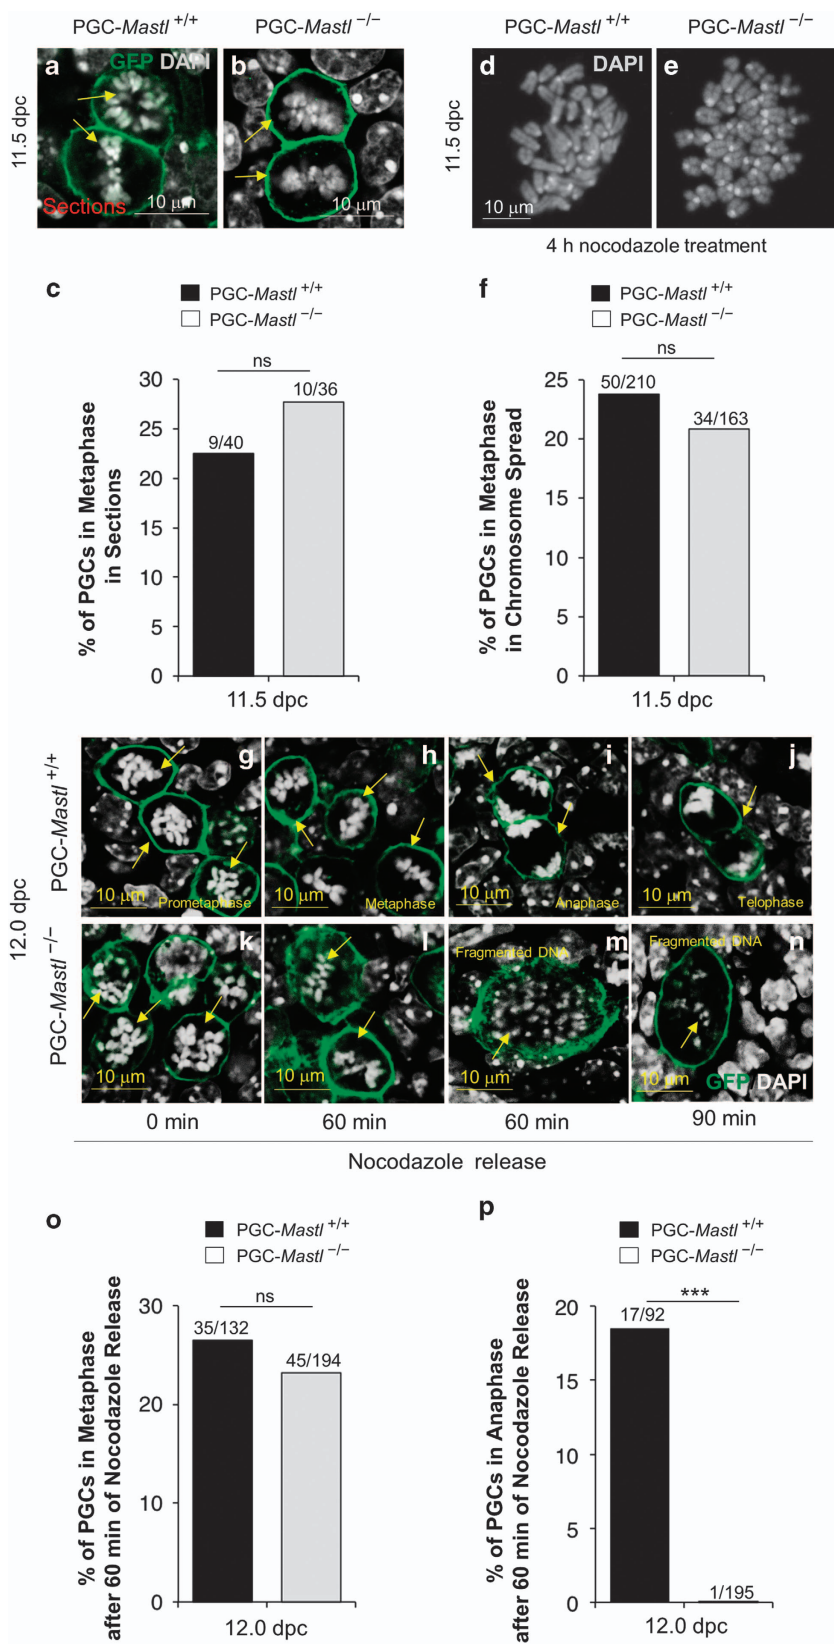 PGC-Mastl +/+
PGC-Mastl −/−
PGC-Mastl +/+
PGC-Mastl −/−
11.5 dpc
a
GFP DAPI
b
Sections
10 μm
10 μm
11.5 dpc
d
DAPI
e
10 μm
4 h nocodazole treatment
c
PGC-Mastl +/+
PGC-Mastl −/−
% of PGCs in Metaphase
in Sections
ns
30
25
20
15
10
5
0
9/40
10/36
11.5 dpc
f
PGC-Mastl +/+
PGC-Mastl −/−
% of PGCs in Metaphase
in Chromosome Spread
ns
25
20
15
10
5
0
50/210
34/163
11.5 dpc
12.0 dpc
PGC-Mastl +/+
g
10 μm
Prometaphase
h
10 μm
Metaphase
i
10 μm
Anaphase
j
10 μm
Telophase
PGC-Mastl −/−
k
10 μm
l
10 μm
m
Fragmented DNA
10 μm
n
Fragmented DNA
10 μm
GFP DAPI
0 min
60 min
60 min
90 min
Nocodazole release
o
PGC-Mastl +/+
PGC-Mastl −/−
% of PGCs in Metaphase
after 60 min of Nocodazole Release
ns
30
20
10
0
35/132
45/194
12.0 dpc
p
PGC-Mastl +/+
PGC-Mastl −/−
% of PGCs in Anaphase
after 60 min of Nocodazole Release
***
20
15
10
5
0
17/92
1/195
12.0 dpc